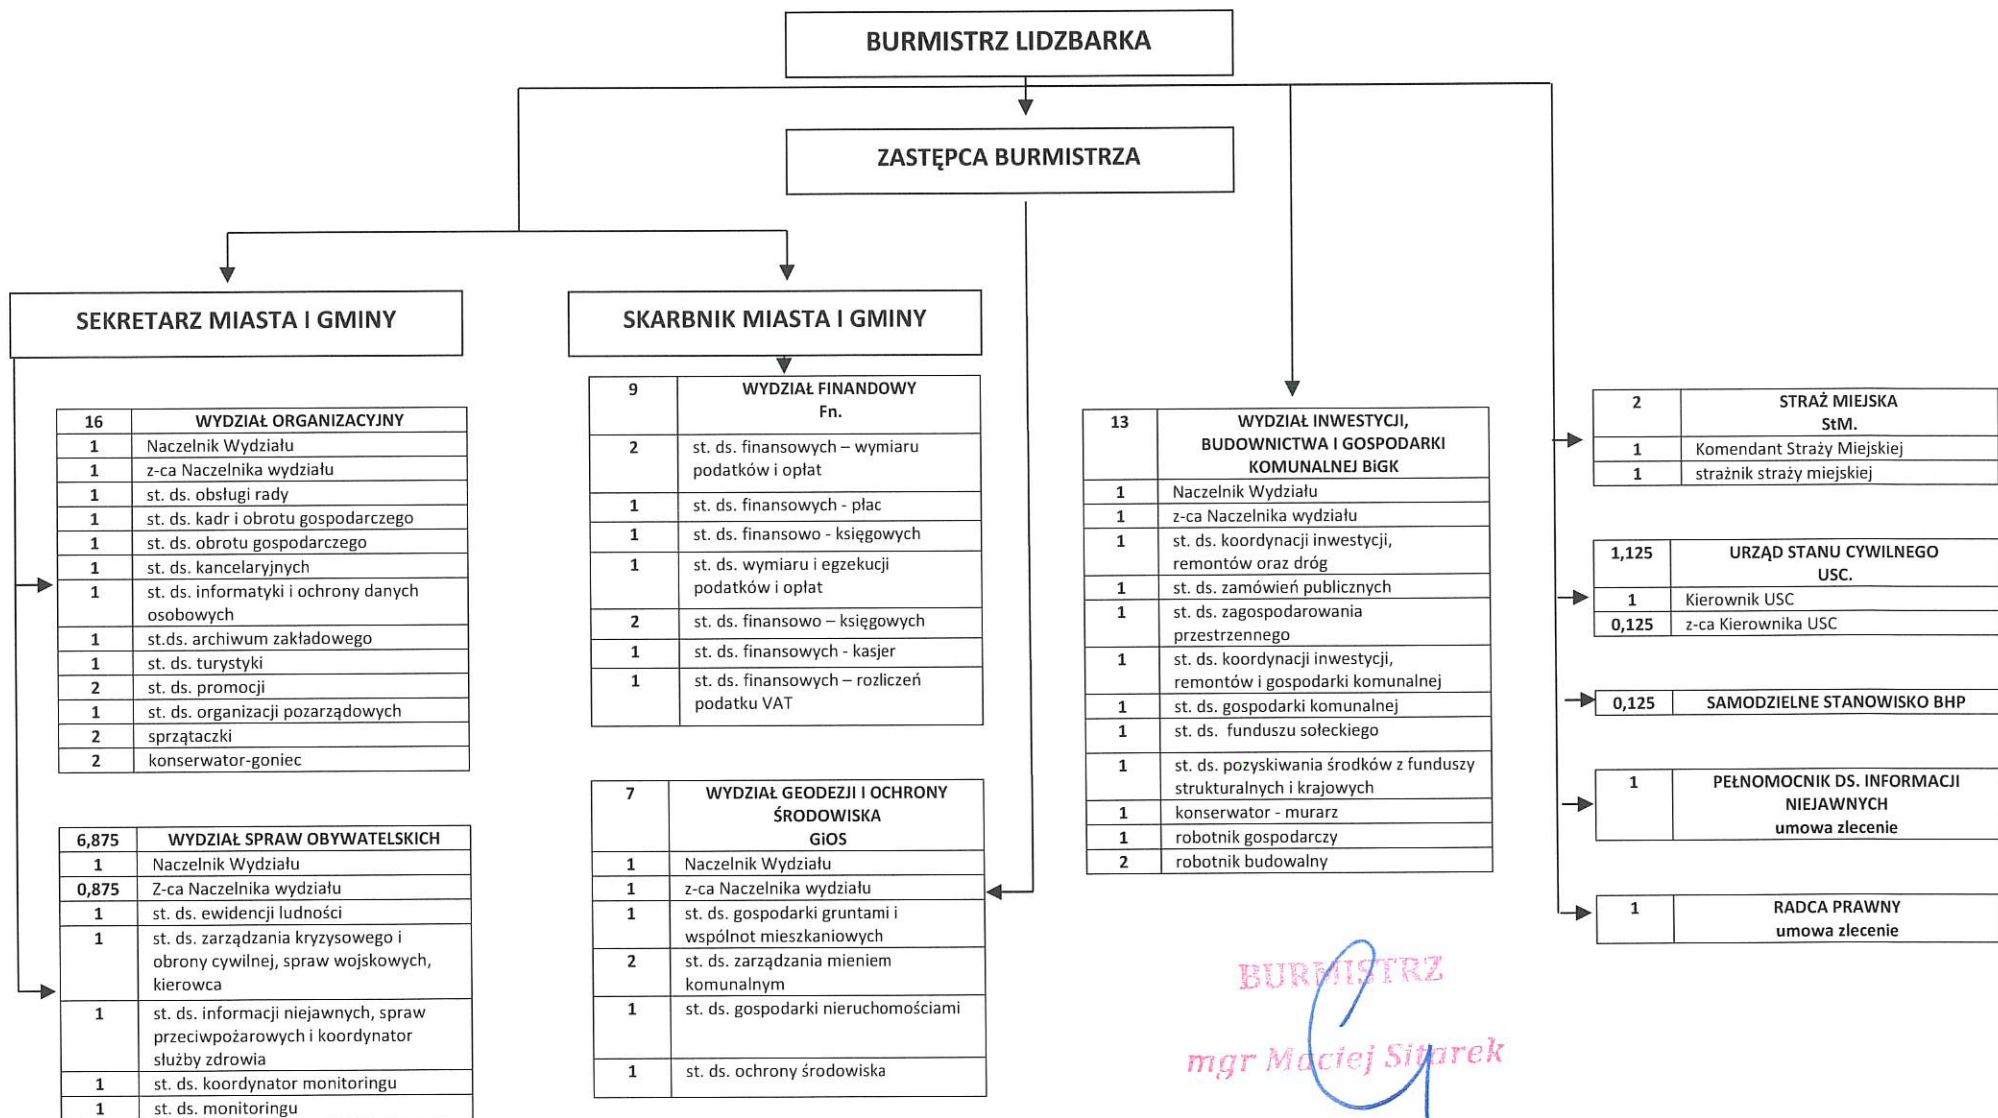 BURMISTRZ LIDZBARKA
ZASTĘPCA BURMISTRZA
SEKRETARZ MIASTA I GMINY
SKARBNIK MIASTA I GMINY
16 WYDZIAŁ ORGANIZACYJNY
1 Naczelnik Wydziału
1 z-ca Naczelnika wydziału
1 st. ds. obsługi rady
1 st. ds. kadr i obrotu gospodarczego
1 st. ds. obrotu gospodarczego
1 st. ds. kancelaryjnych
1 st. ds. informatyki i ochrony danych
osobowych
1 st.ds. archiwum zakładowego
1 st. ds. turystyki
2 st. ds. promocji
1 st. ds. organizacji pozarządowych
2 sprzątaczki
2 konserwator-goniec
6,875 WYDZIAŁ SPRAW OBYWATELSKICH
1 Naczelnik Wydziału
0,875 Z-ca Naczelnika wydziału
1 st. ds. ewidencji ludności
1 st. ds. zarządzania kryzysowego i
obrony cywilnej, spraw wojskowych,
kierowca
1 st. ds. informacji niejawnych, spraw
przeciwpożarowych i koordynator
służby zdrowia
1 st. ds. koordynator monitoringu
1 st. ds. monitoringu
9 WYDZIAŁ FINANDOWY
Fn.
2 st. ds. finansowych – wymiaru
podatków i opłat
1 st. ds. finansowych - płac
1 st. ds. finansowo - księgowych
1 st. ds. wymiaru i egzekucji
podatków i opłat
2 st. ds. finansowo – księgowych
1 st. ds. finansowych - kasjer
1 st. ds. finansowych – rozliczeń
podatku VAT
7 WYDZIAŁ GEODEZJI I OCHRONY
ŚRODOWISKA
GiOS
1 Naczelnik Wydziału
1 z-ca Naczelnika wydziału
1 st. ds. gospodarki gruntami i
wspólnot mieszkaniowych
2 st. ds. zarządzania mieniem
komunalnym
1 st. ds. gospodarki nieruchomościami
1 st. ds. ochrony środowiska
13 WYDZIAŁ INWESTYCJI,
BUDOWNICTWA I GOSPODARKI
KOMUNALNEJ BiGK
1 Naczelnik Wydziału
1 z-ca Naczelnika wydziału
1 st. ds. koordynacji inwestycji,
remontów oraz dróg
1 st. ds. zamówień publicznych
1 st. ds. zagospodarowania
przestrzennego
1 st. ds. koordynacji inwestycji,
remontów i gospodarki komunalnej
1 st. ds. gospodarki komunalnej
1 st. ds. funduszu sołeckiego
1 st. ds. pozyskiwania środków z funduszy
strukturalnych i krajowych
1 konserwator - murarz
1 robotnik gospodarczy
2 robotnik budowalny
2 STRAŻ MIEJSKA
StM.
1 Komendant Straży Miejskiej
1 strażnik straży miejskiej
1,125 URZĄD STANU CYWILNEGO
USC.
1 Kierownik USC
0,125 z-ca Kierownika USC
0,125 SAMODZIELNE STANOWISKO BHP
1 PEŁNOMOCNIK DS. INFORMACJI
NIEJAWNYCH
umowa zlecenie
1 RADCA PRAWNY
umowa zlecenie
BURMISTRZ
mgr Maciej Sitarek